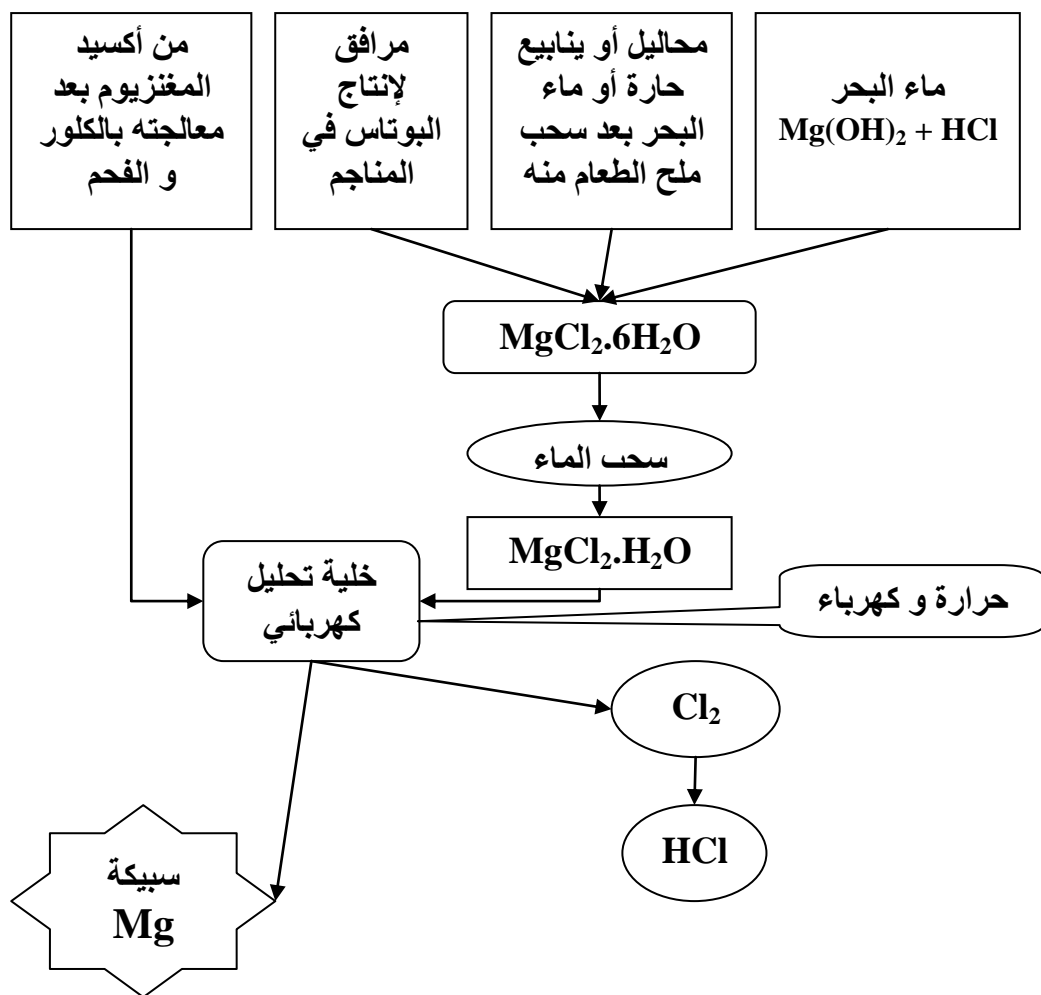 ماء البحر
Mg(OH)₂ + HCl
محاليل أو ينابيع
حارة أو ماء
البحر بعد سحب
ملح الطعام منه
مرافق
لإنتاج
البوتاس في
المناجم
من أكسيد
المغنزيوم بعد
معالجته بالكلور
و الفحم
MgCl₂.6H₂O
سحب الماء
MgCl₂.H₂O
حرارة و كهرباء
خلية تحليل
كهربائي
Cl₂
HCl
سبيكة
Mg